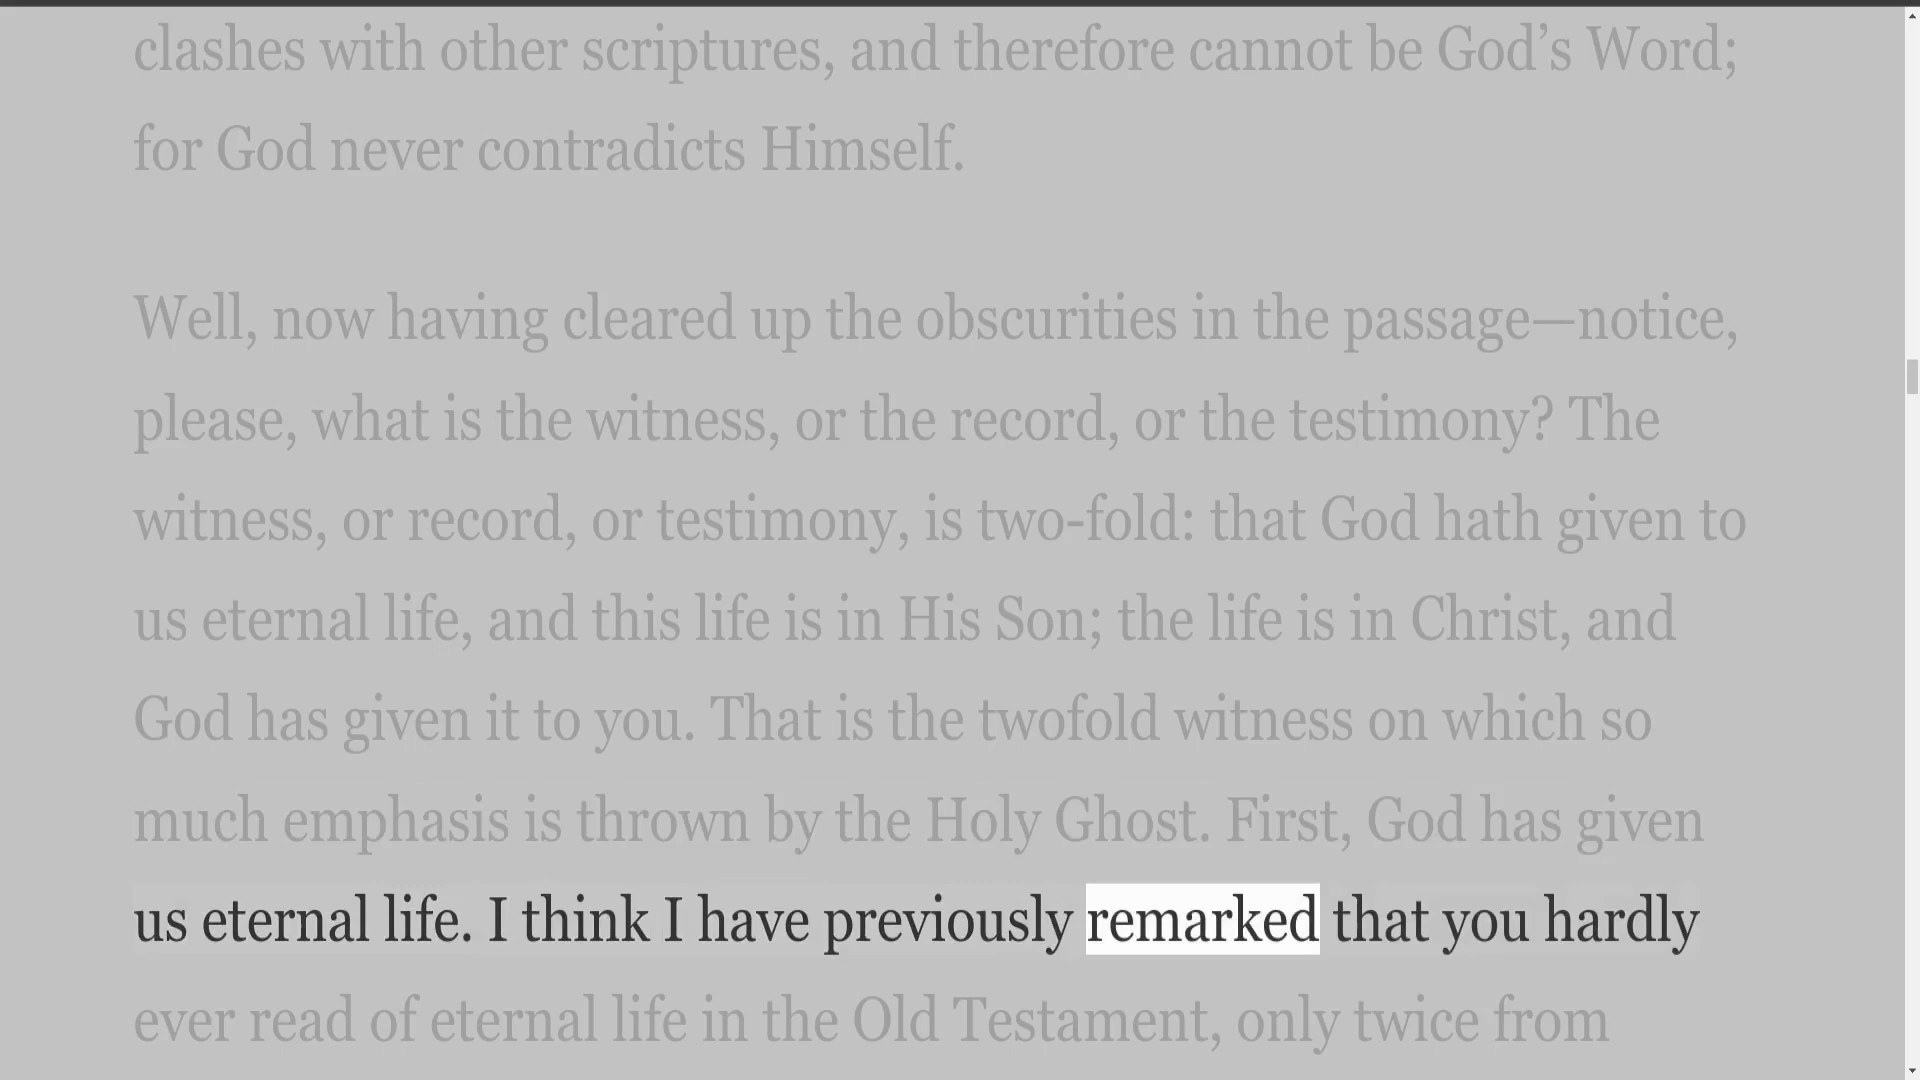 clashes with other scriptures, and therefore cannot be God’s Word;
for God never contradicts Himself.
Well, now having cleared up the obscurities in the passage—notice,
please, what is the witness, or the record, or the testimony? The
witness, or record, or testimony, is two-fold: that God hath given to
us eternal life, and this life is in His Son; the life is in Christ, and
God has given it to you. That is the twofold witness on which so
much emphasis is thrown by the Holy Ghost. First, God has given
us eternal life. I think I have previously remarked that you hardly
ever read of eternal life in the Old Testament, only twice from